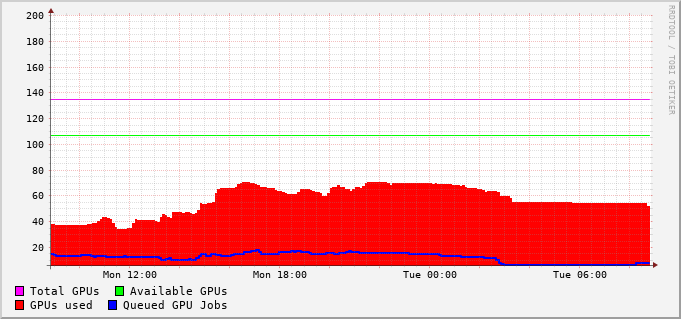 RRDTOOL / TOBI OETIKER
200
180
160
140
120
100
80
60
40
20
Mon 12:00 Mon 18:00 Tue 00:00 Tue 06:00
Total GPUs Available GPUs
GPUs used Queued GPU Jobs